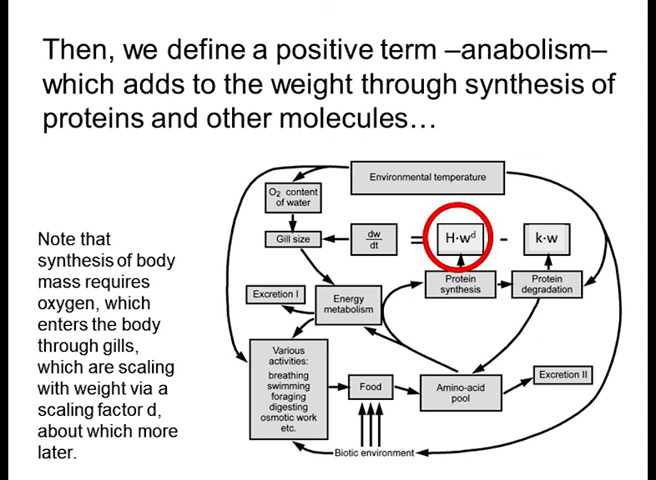 Then, we define a positive term –anabolism–
which adds to the weight through synthesis of
proteins and other molecules…
Note that
synthesis of body
mass requires
oxygen, which
enters the body
through gills,
which are scaling
with weight via a
scaling factor d,
about which more
later.
Environmental temperature
O₂ content
of water
Gill size
dw
dt
=
H·wᵈ
-
k·w
Protein
synthesis
Protein
degradation
Excretion I
Energy
metabolism
Various
activities:
breathing
swimming
foraging
digesting
osmotic work
etc.
Food
Amino-acid
pool
Excretion II
Biotic environment